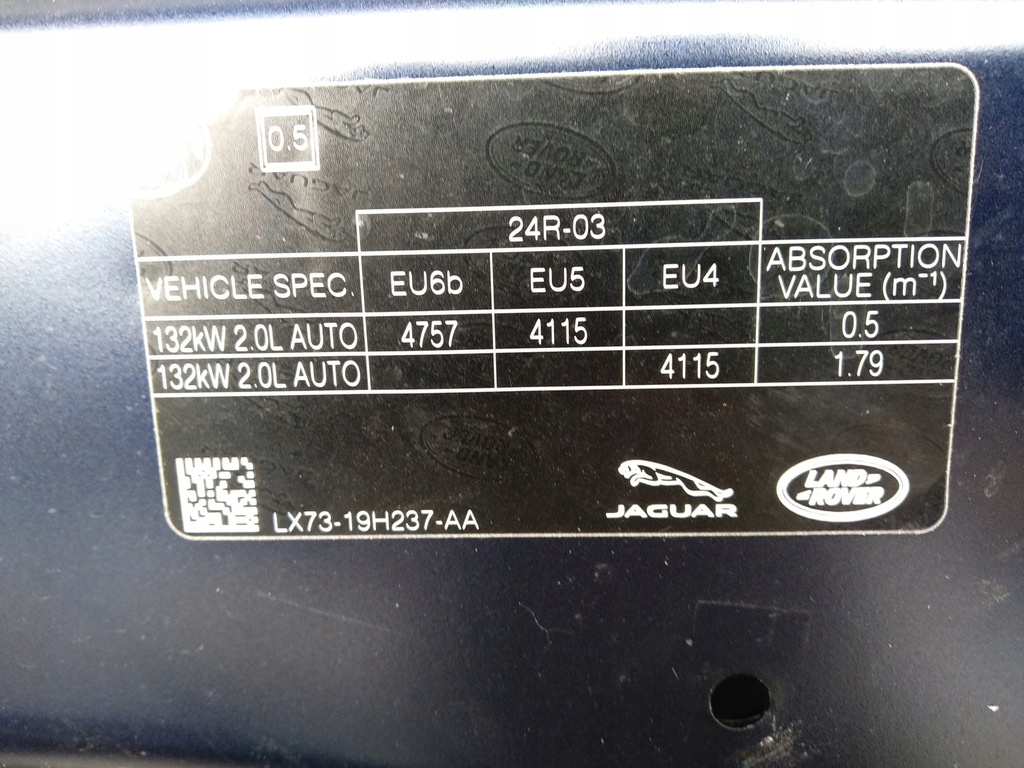 0.5
24R-03
VEHICLE SPEC. EU6b EU5 EU4 ABSORPTION VALUE (m⁻¹)
132kW 2.0L AUTO 4757 4115 0.5
132kW 2.0L AUTO 4115 1.79
LX73-19H237-AA
JAGUAR
LAND ROVER